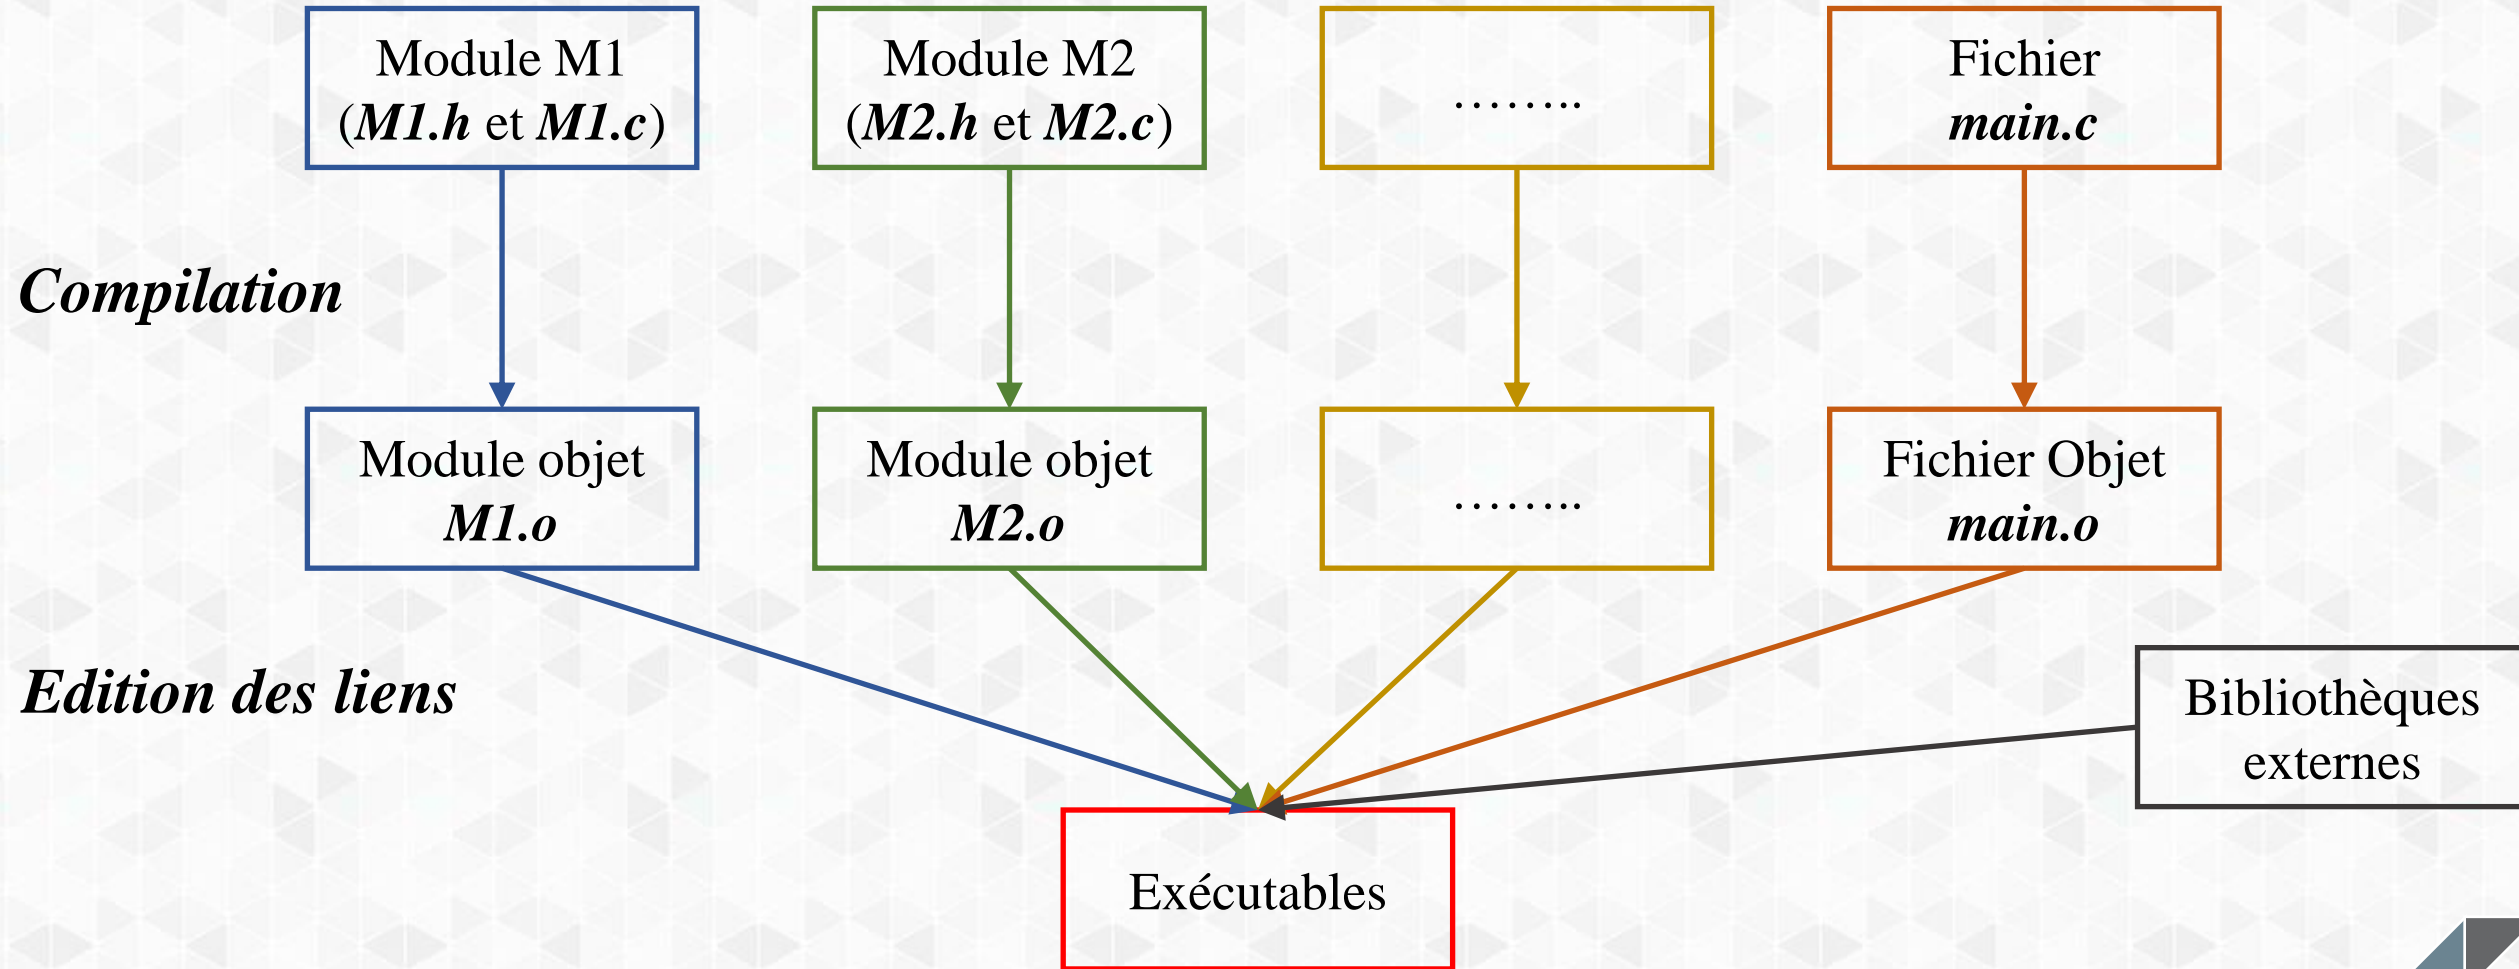 Module M1
(M1.h et M1.c)
Module M2
(M2.h et M2.c)
……..
Fichier
main.c
Compilation
Module objet
M1.o
Module objet
M2.o
……..
Fichier Objet
main.o
Edition des liens
Bibliothèques
externes
Exécutables